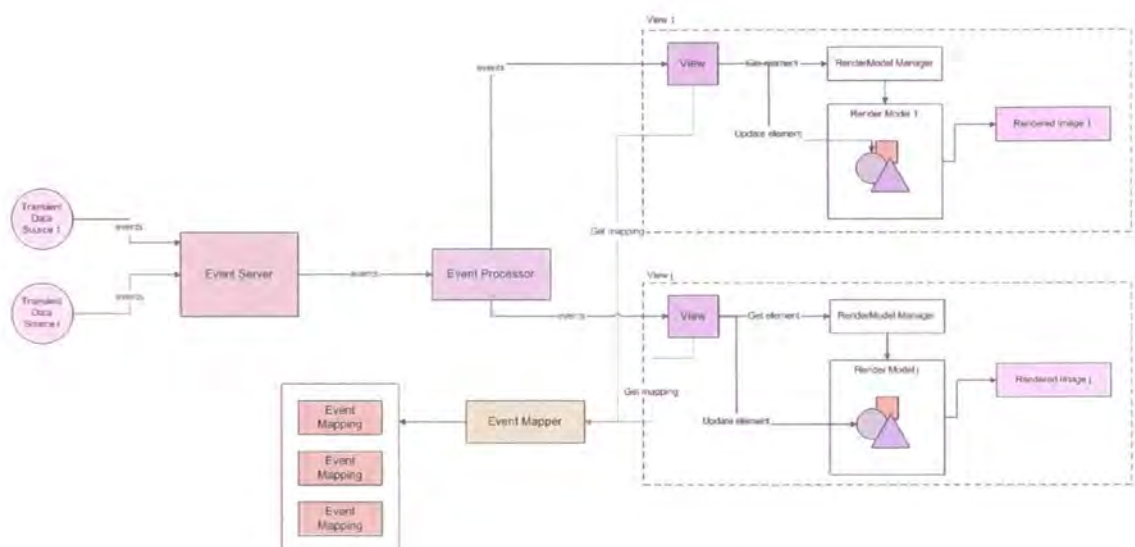 View 1
View
Get element
RenderModel Manager
events
Render Model 1
Rendered Image 1
Update element
Transient
Data
Source 1
events
Get mapping
Event Server
events
Event Processor
View j
Transient
Data
Source i
events
View
events
Get element
RenderModel Manager
Render Model j
Rendered Image j
Get mapping
Update element
Event
Mapping
Event Mapper
Event
Mapping
Event
Mapping